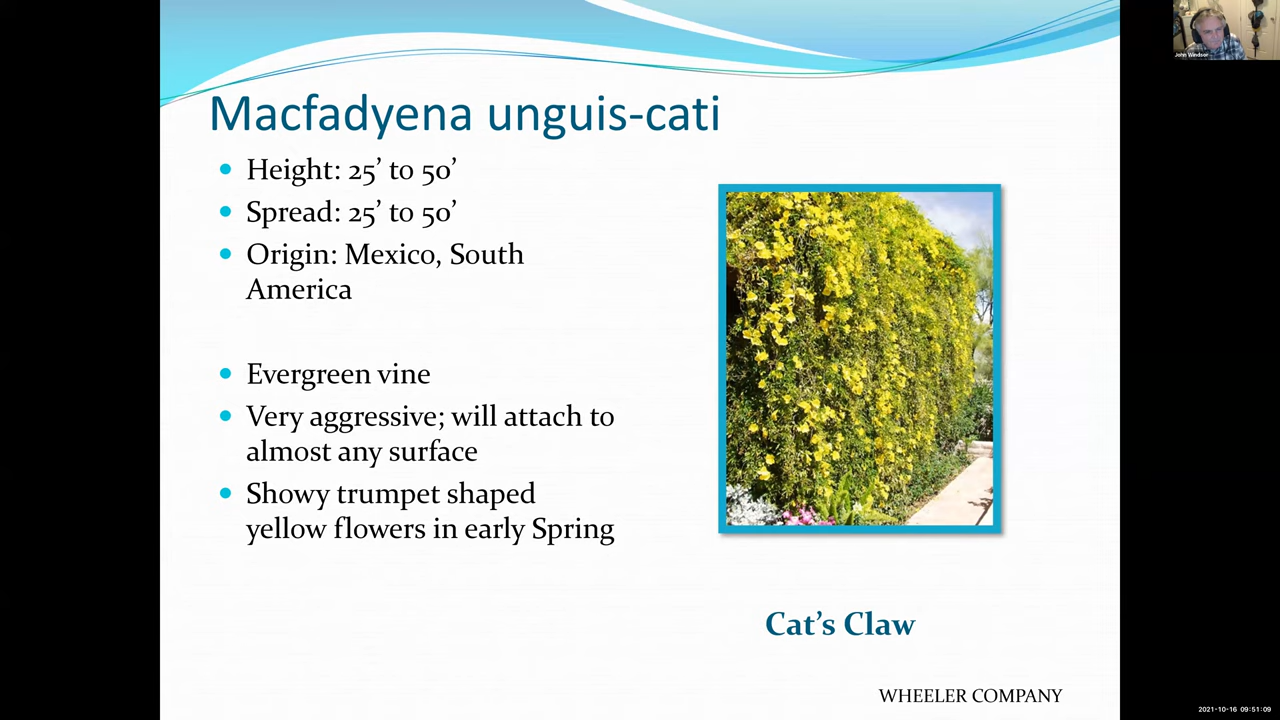 Macfadyena unguis-cati
• Height: 25’ to 50’
• Spread: 25’ to 50’
• Origin: Mexico, South
America
• Evergreen vine
• Very aggressive; will attach to
almost any surface
• Showy trumpet shaped
yellow flowers in early Spring
Cat’s Claw
WHEELER COMPANY
John Windsor
2021-10-16 09:51:09